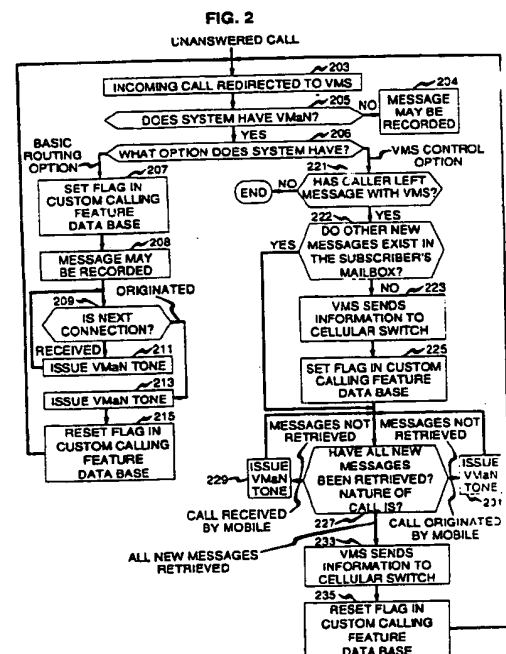 FIG. 2
UNANSWERED CALL
203
INCOMING CALL REDIRECTED TO VMS
204
MESSAGE
MAY BE
RECORDED
205
DOES SYSTEM HAVE VMaN?
NO
YES
206
WHAT OPTION DOES SYSTEM HAVE?
BASIC
ROUTING
OPTION
VMS CONTROL
OPTION
207
SET FLAG IN
CUSTOM CALLING
FEATURE
DATA BASE
208
MESSAGE MAY
BE RECORDED
209
ORIGINATED
IS NEXT
CONNECTION?
RECEIVED
211
ISSUE VMaN TONE
213
ISSUE VMaN TONE
215
RESET FLAG IN
CUSTOM CALLING
FEATURE
DATA BASE
221
END
NO
HAS CALLER LEFT
MESSAGE WITH VMS?
222
YES
YES
DO OTHER NEW
MESSAGES EXIST IN
THE SUBSCRIBER'S
MAILBOX?
NO
223
VMS SENDS
INFORMATION TO
CELLULAR SWITCH
225
SET FLAG IN CUSTOM
CALLING FEATURE
DATA BASE
MESSAGES NOT
RETRIEVED
MESSAGES NOT
RETRIEVED
229
ISSUE
VMaN
TONE
HAVE ALL NEW
MESSAGES
BEEN RETRIEVED?
NATURE OF
CALL IS?
ISSUE
VMaN
TONE
231
CALL RECEIVED
BY MOBILE
227
CALL ORIGINATED
BY MOBILE
ALL NEW MESSAGES
RETRIEVED
233
VMS SENDS
INFORMATION TO
CELLULAR SWITCH
235
RESET FLAG IN
CUSTOM CALLING
FEATURE
DATA BASE